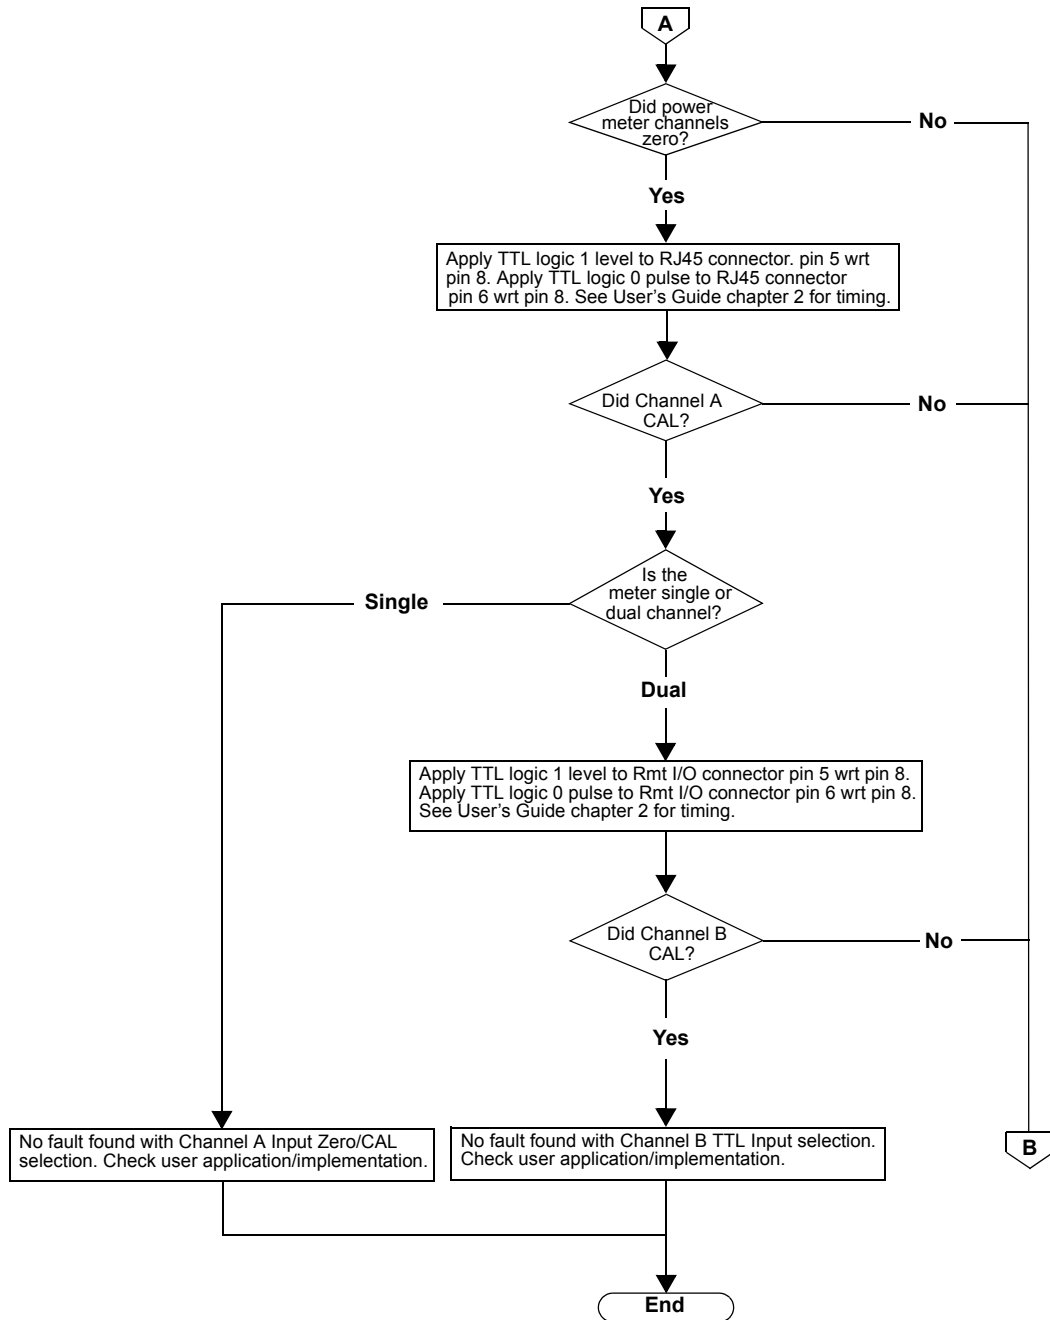 A
Did power
meter channels
zero?
No
Yes
Apply TTL logic 1 level to RJ45 connector. pin 5 wrt
pin 8. Apply TTL logic 0 pulse to RJ45 connector
pin 6 wrt pin 8. See User's Guide chapter 2 for timing.
Did Channel A
CAL?
No
Yes
Is the
meter single or
dual channel?
Single
Dual
Apply TTL logic 1 level to Rmt I/O connector pin 5 wrt pin 8.
Apply TTL logic 0 pulse to Rmt I/O connector pin 6 wrt pin 8.
See User's Guide chapter 2 for timing.
Did Channel B
CAL?
No
Yes
No fault found with Channel A Input Zero/CAL
selection. Check user application/implementation.
No fault found with Channel B TTL Input selection.
Check user application/implementation.
B
End